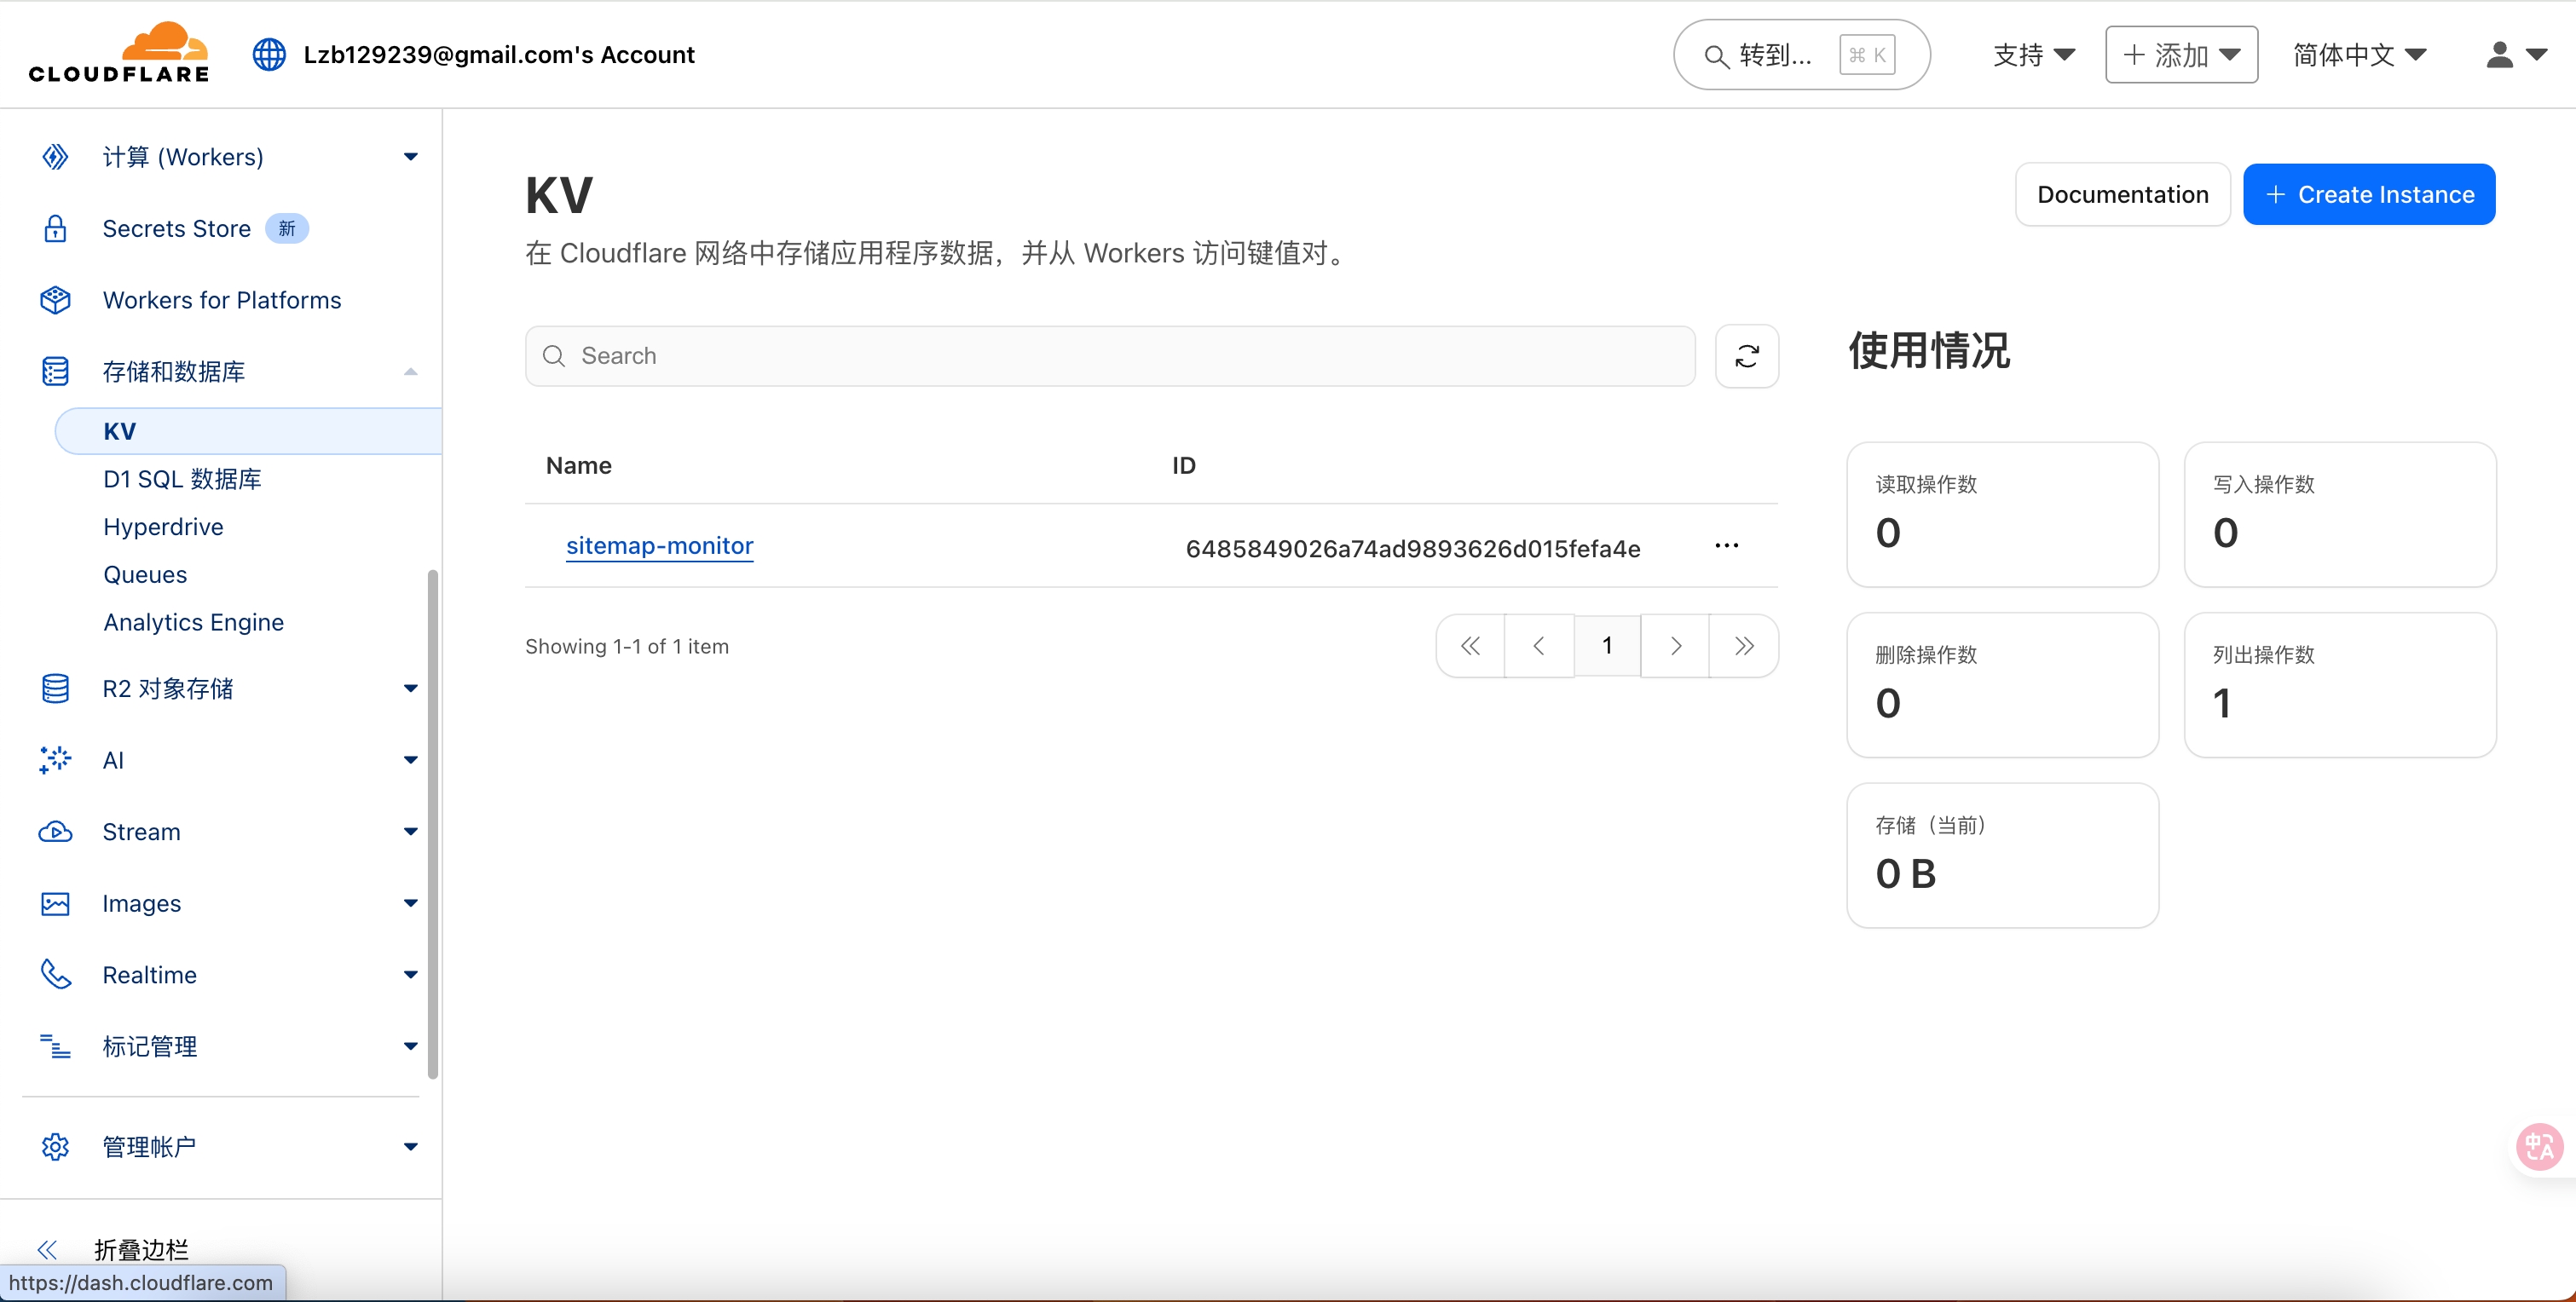 CLOUDFLARE
Lzb129239@gmail.com's Account
转到... ⌘ K
支持
+ 添加
简体中文
计算 (Workers)
Secrets Store 新
Workers for Platforms
存储和数据库
KV
D1 SQL 数据库
Hyperdrive
Queues
Analytics Engine
R2 对象存储
AI
Stream
Images
Realtime
标记管理
管理帐户
折叠边栏
https://dash.cloudflare.com
KV
在 Cloudflare 网络中存储应用程序数据，并从 Workers 访问键值对。
Documentation
+ Create Instance
Search
Name ID
sitemap-monitor 6485849026a74ad9893626d015fefa4e ...
Showing 1-1 of 1 item
1
使用情况
读取操作数
0
写入操作数
0
删除操作数
0
列出操作数
1
存储（当前）
0 B
中A